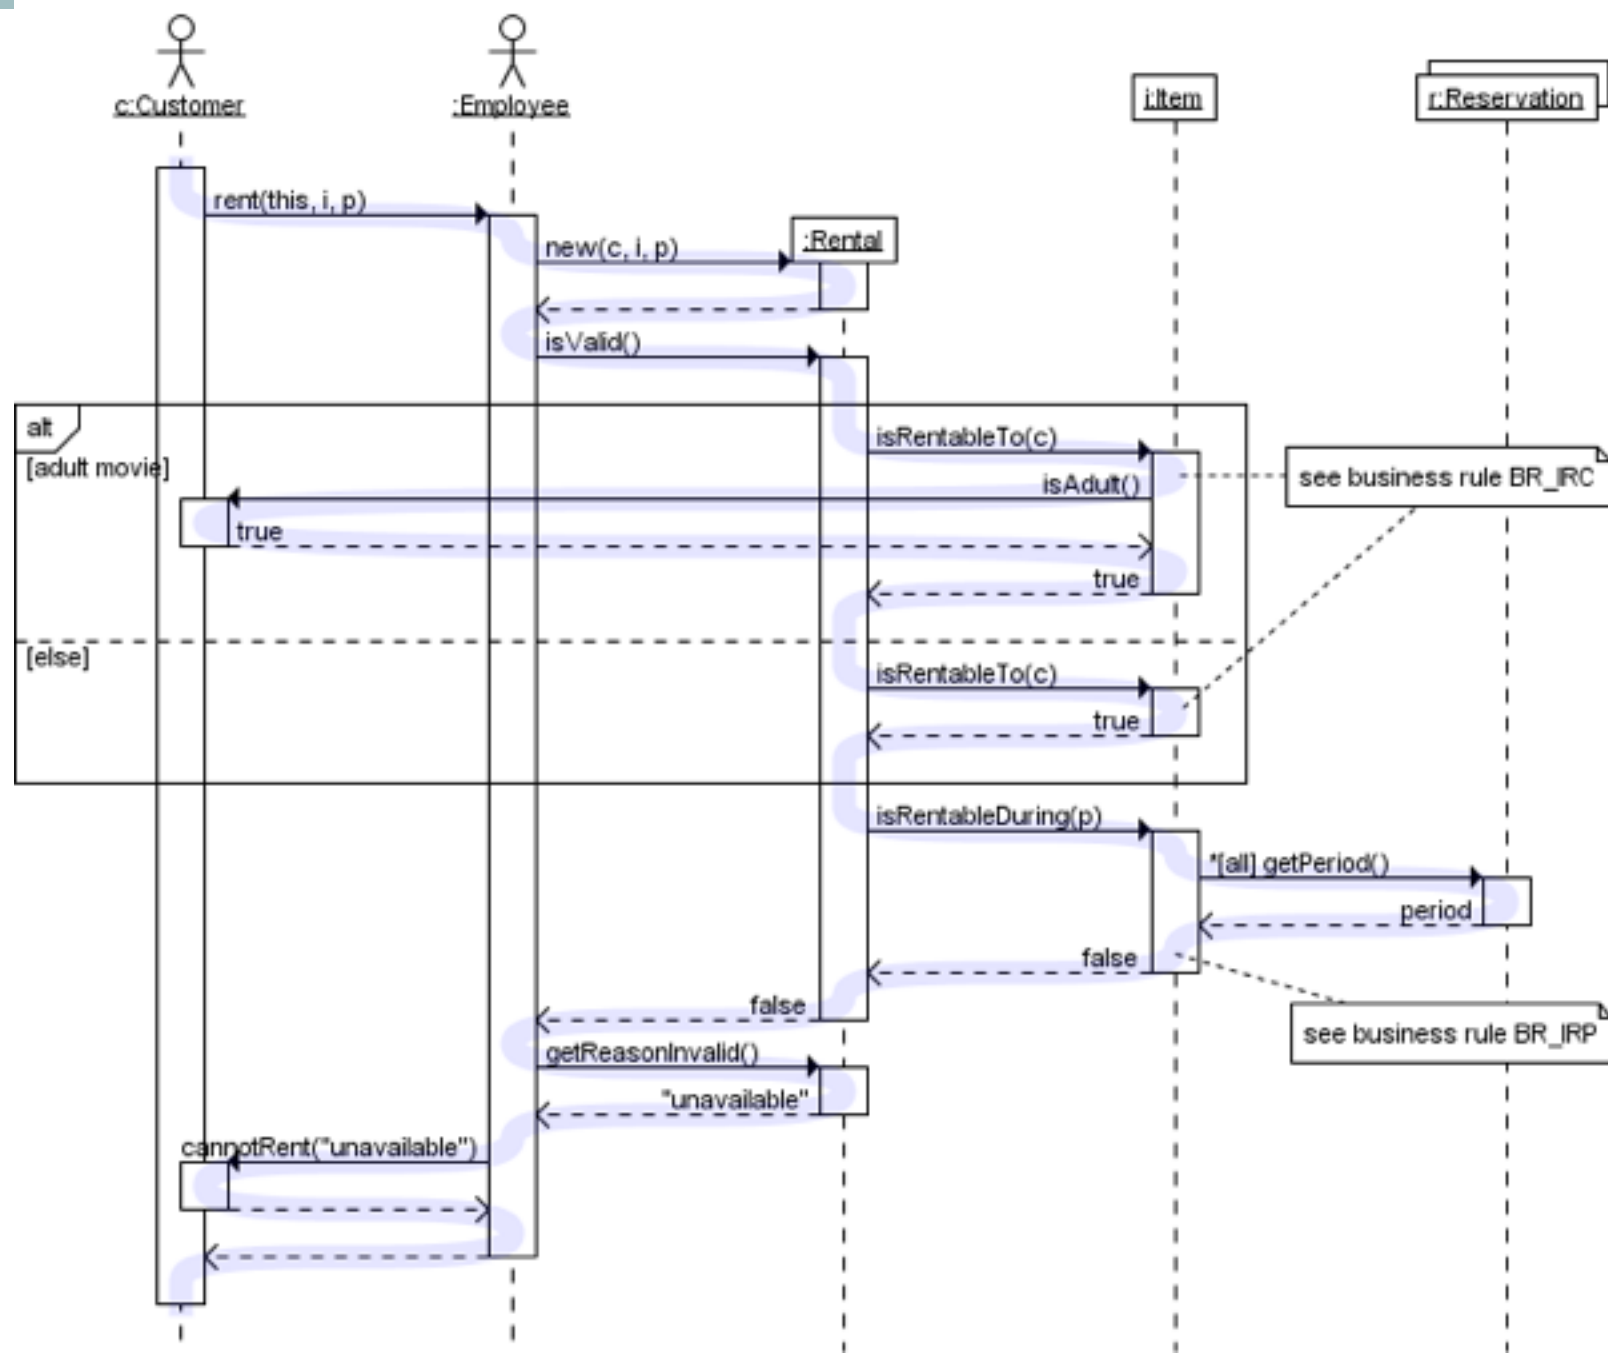 c:Customer
:Employee
i:Item
r:Reservation
rent(this, i, p)
new(c, i, p)
:Rental
isValid()
alt
[adult movie]
isRentableTo(c)
see business rule BR_IRC
isAdult()
true
true
[else]
isRentableTo(c)
true
isRentableDuring(p)
*[all] getPeriod()
period
false
false
see business rule BR_IRP
getReasonInvalid()
"unavailable"
cannotRent("unavailable")